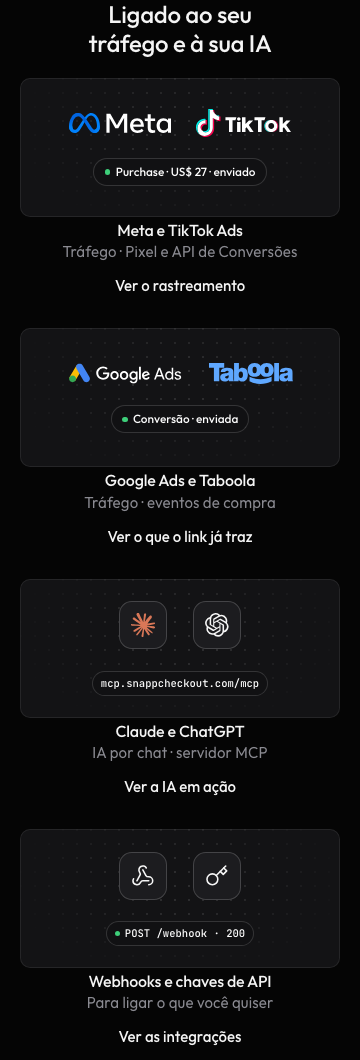 Ligado ao seu
tráfego e à sua IA
Meta TikTok
Purchase · US$ 27 · enviado
Meta e TikTok Ads
Tráfego · Pixel e API de Conversões
Ver o rastreamento
Google Ads Taboola
Conversão · enviada
Google Ads e Taboola
Tráfego · eventos de compra
Ver o que o link já traz
mcp.snappcheckout.com/mcp
Claude e ChatGPT
IA por chat · servidor MCP
Ver a IA em ação
POST /webhook · 200
Webhooks e chaves de API
Para ligar o que você quiser
Ver as integrações